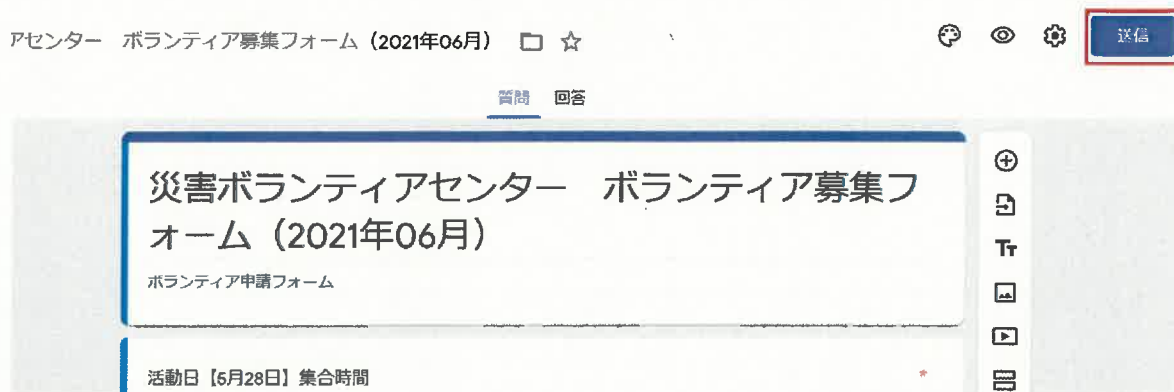 アセンター　ボランティア募集フォーム（2021年06月）
送信
質問　回答
災害ボランティアセンター　ボランティア募集フ
ォーム（2021年06月）
Tт
ボランティア申請フォーム
活動日【5月28日】集合時間 *